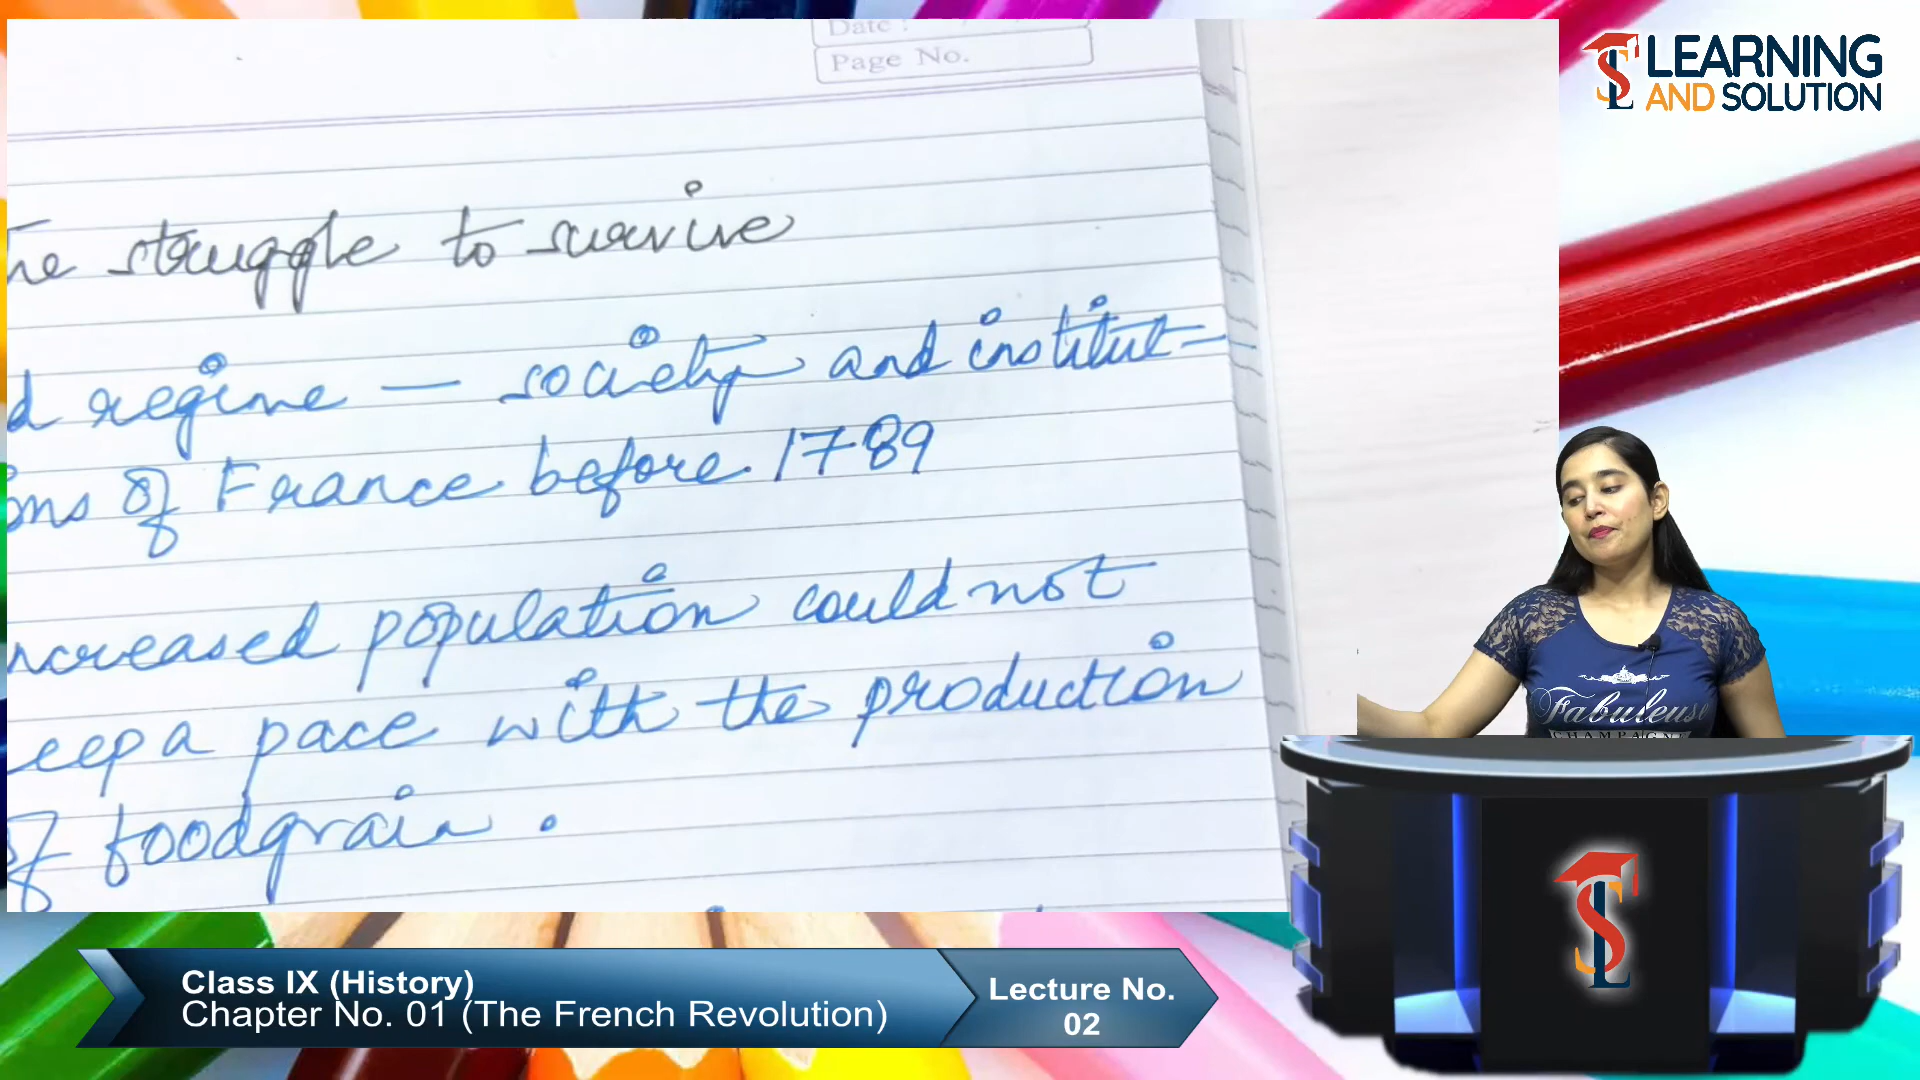 Date :
Page No.
LEARNING
AND SOLUTION
he struggle to survive
d regime — society and institut-
ons of France before 1789
ncreased population could not
eep a pace with the production
of foodgrain .
Fabuleuse
CHAMPAGNE
Class IX (History)
Chapter No. 01 (The French Revolution)
Lecture No.
02